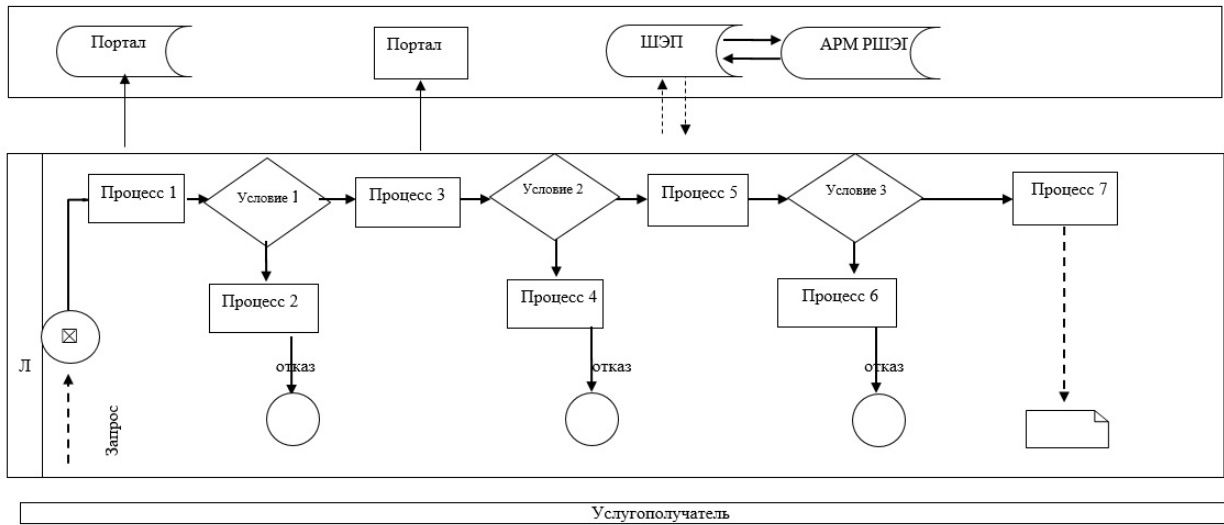 Портал
Портал
ШЭП
АРМ РШЭГ
Процесс 1
Условие 1
Процесс 3
Условие 2
Процесс 5
Условие 3
Процесс 7
Процесс 2
Процесс 4
Процесс 6
отказ
отказ
отказ
Л
Запрос
Услугополучатель